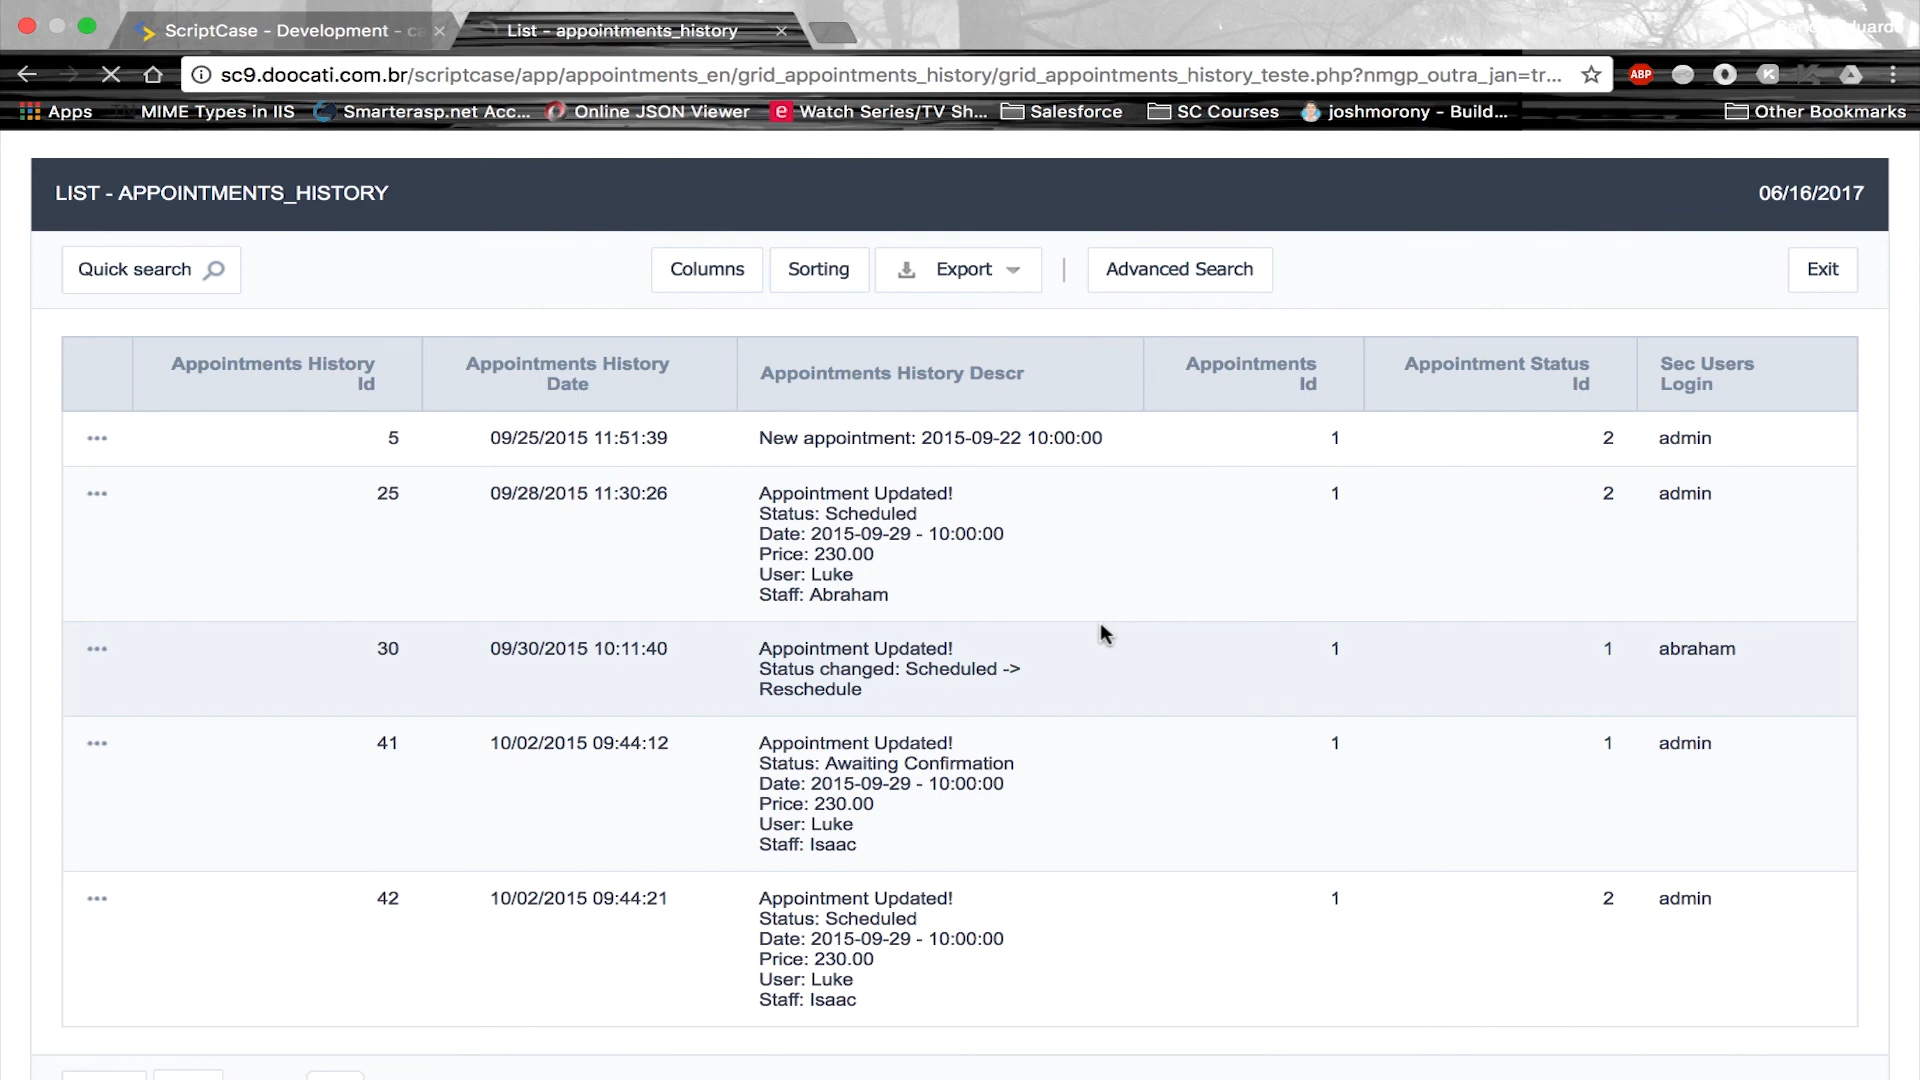 ScriptCase - Development - ca
List - appointments_history
sc9.doocati.com.br/scriptcase/app/appointments_en/grid_appointments_history/grid_appointments_history_teste.php?nmgp_outra_jan=tr...
ABP
Apps
MIME Types in IIS
Smarterasp.net Acc...
Online JSON Viewer
e Watch Series/TV Sh...
Salesforce
SC Courses
joshmorony - Build...
Other Bookmarks
LIST - APPOINTMENTS_HISTORY
06/16/2017
Quick search
Columns
Sorting
Export
Advanced Search
Exit
Appointments History
Id
Appointments History
Date
Appointments History Descr
Appointments
Id
Appointment Status
Id
Sec Users
Login
5
09/25/2015 11:51:39
New appointment: 2015-09-22 10:00:00
1
2
admin
25
09/28/2015 11:30:26
Appointment Updated!
Status: Scheduled
Date: 2015-09-29 - 10:00:00
Price: 230.00
User: Luke
Staff: Abraham
1
2
admin
30
09/30/2015 10:11:40
Appointment Updated!
Status changed: Scheduled ->
Reschedule
1
1
abraham
41
10/02/2015 09:44:12
Appointment Updated!
Status: Awaiting Confirmation
Date: 2015-09-29 - 10:00:00
Price: 230.00
User: Luke
Staff: Isaac
1
1
admin
42
10/02/2015 09:44:21
Appointment Updated!
Status: Scheduled
Date: 2015-09-29 - 10:00:00
Price: 230.00
User: Luke
Staff: Isaac
1
2
admin